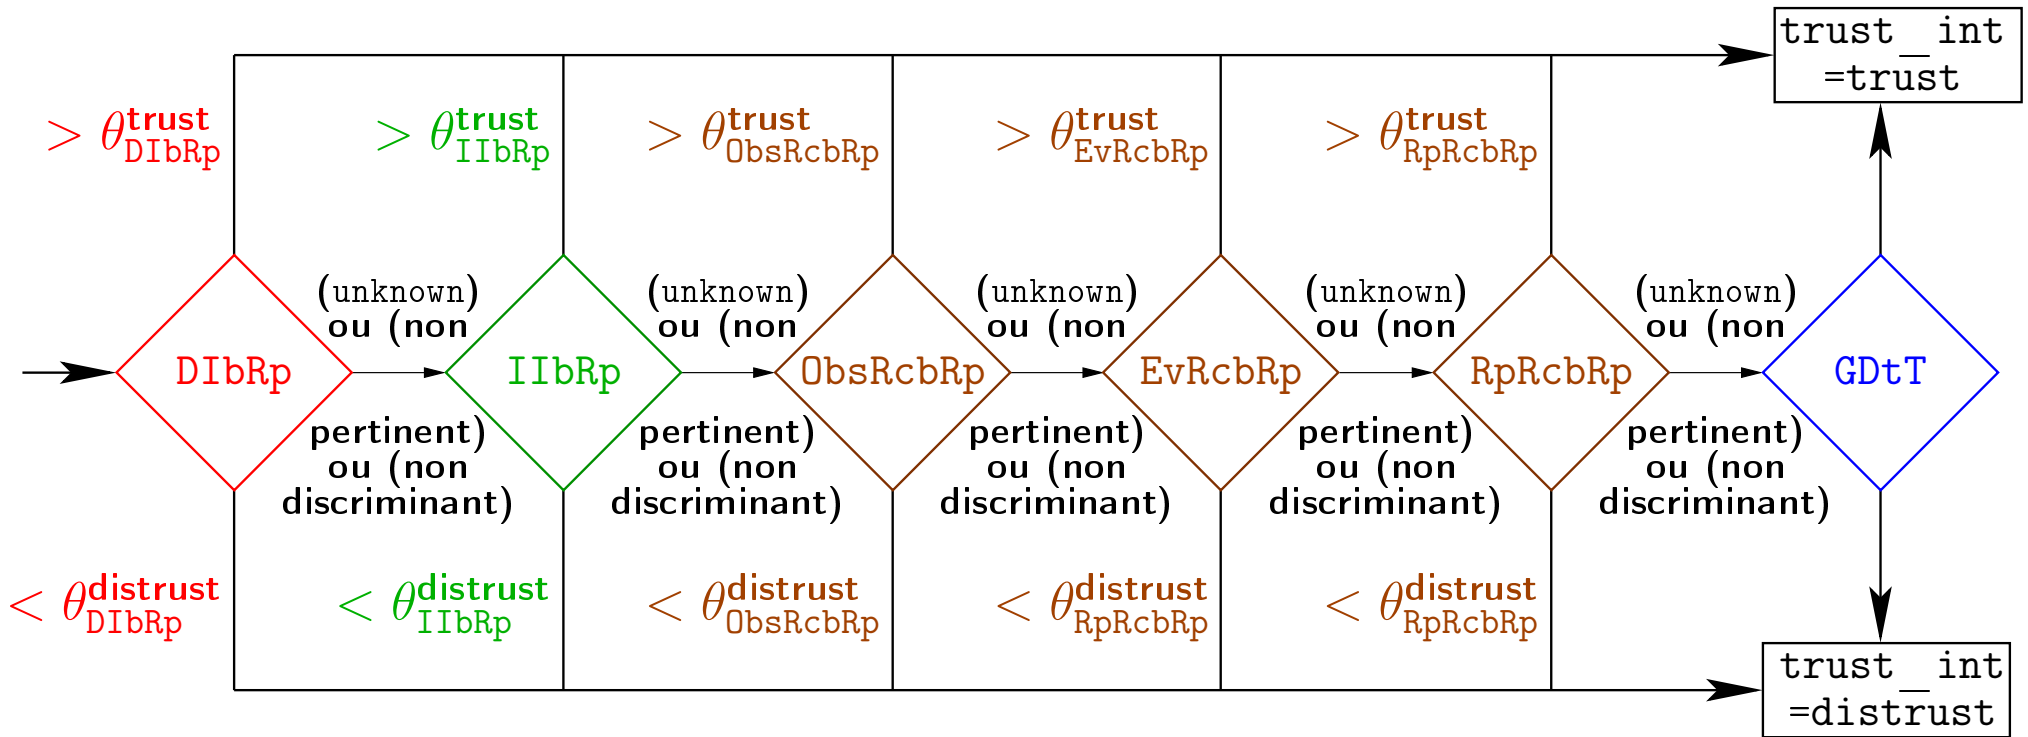 trust_int
=trust
> θ^trust_DIbRp
> θ^trust_IIbRp
> θ^trust_ObsRcbRp
> θ^trust_EvRcbRp
> θ^trust_RpRcbRp
(unknown)
ou (non
(unknown)
ou (non
(unknown)
ou (non
(unknown)
ou (non
(unknown)
ou (non
DIbRp
IIbRp
ObsRcbRp
EvRcbRp
RpRcbRp
GDtT
pertinent)
ou (non
discriminant)
pertinent)
ou (non
discriminant)
pertinent)
ou (non
discriminant)
pertinent)
ou (non
discriminant)
pertinent)
ou (non
discriminant)
< θ^distrust_DIbRp
< θ^distrust_IIbRp
< θ^distrust_ObsRcbRp
< θ^distrust_RpRcbRp
< θ^distrust_RpRcbRp
trust_int
=distrust